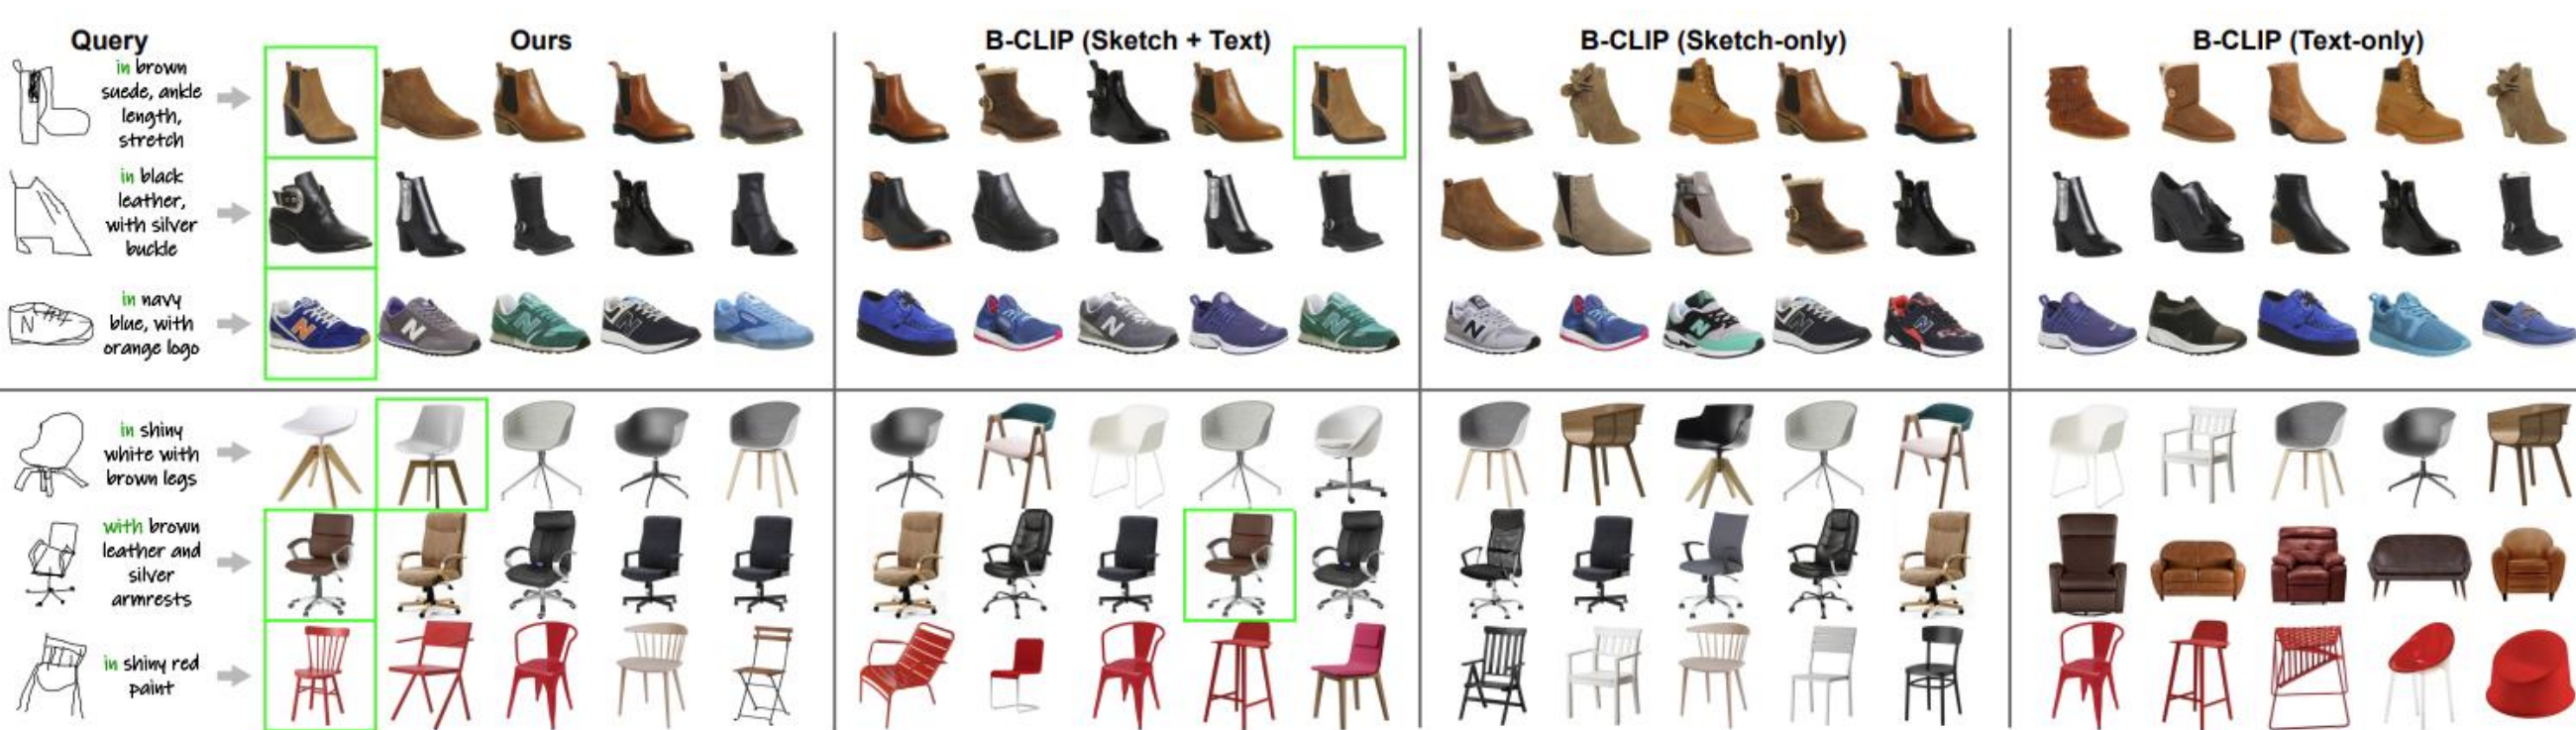 Query
Ours
B-CLIP (Sketch + Text)
B-CLIP (Sketch-only)
B-CLIP (Text-only)
in brown
suede, ankle
length,
stretch
in black
leather,
with silver
buckle
N
in navy
blue, with
orange logo
in shiny
white with
brown legs
with brown
leather and
silver
armrests
in shiny red
paint